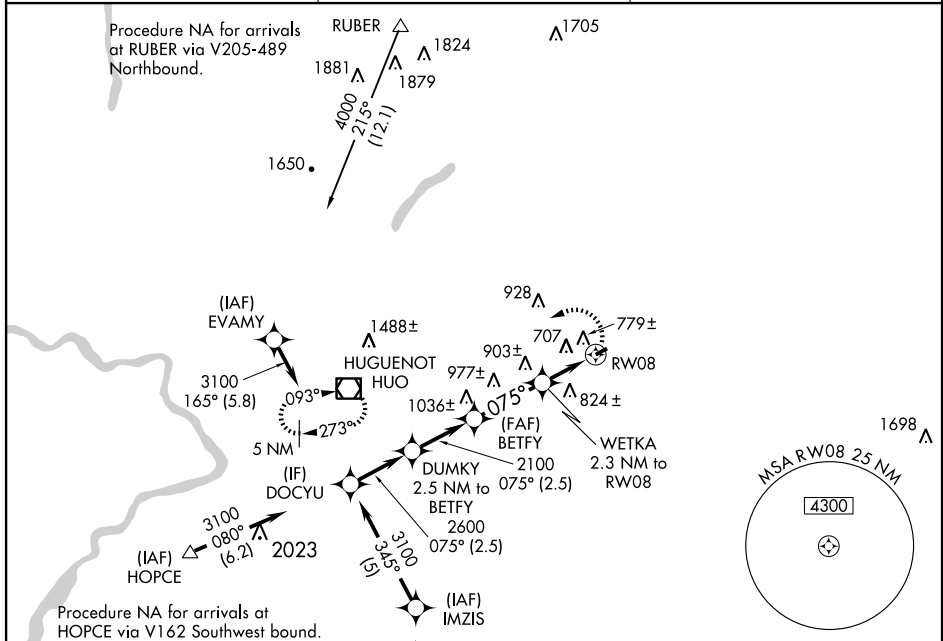 Procedure NA for arrivals
at RUBER via V205-489
Northbound.
RUBER
1705
1824
1881
1879
4000
215°
(12.1)
1650
(IAF)
EVAMY
928
1488±
779±
707
HUGUENOT
HUO
903±
RW08
3100
165° (5.8)
093°
977±
075°
1036±
824±
273°
(FAF)
BETFY
1698
5 NM
WETKA
2.3 NM to
RW08
(IF)
DOCYU
DUMKY
2.5 NM to
BETFY
2100
075° (2.5)
MSA RW08 25 NM
4300
2600
075° (2.5)
3100
080°
(6.2)
2023
3100
345°
(5)
(IAF)
HOPCE
(IAF)
IMZIS
Procedure NA for arrivals at
HOPCE via V162 Southwest bound.